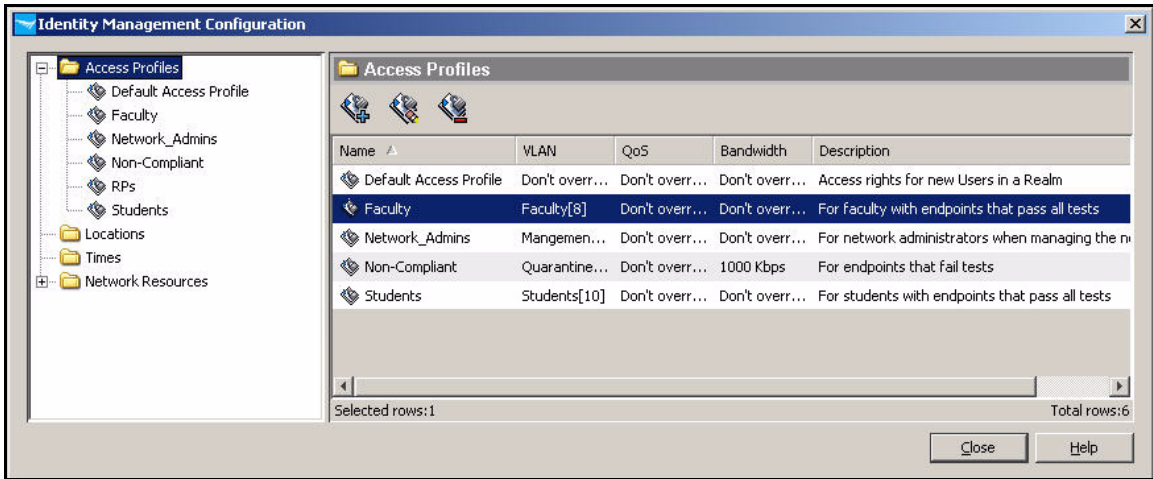 Identity Management Configuration
Access Profiles
Default Access Profile
Faculty
Network_Admins
Non-Compliant
RPs
Students
Locations
Times
Network Resources
Access Profiles
Name VLAN QoS Bandwidth Description
Default Access Profile Don't overr... Don't overr... Don't overr... Access rights for new Users in a Realm
Faculty Faculty[8] Don't overr... Don't overr... For faculty with endpoints that pass all tests
Network_Admins Mangemen... Don't overr... Don't overr... For network administrators when managing the n
Non-Compliant Quarantine... Don't overr... 1000 Kbps For endpoints that fail tests
Students Students[10] Don't overr... Don't overr... For students with endpoints that pass all tests
Selected rows:1 Total rows:6
Close Help